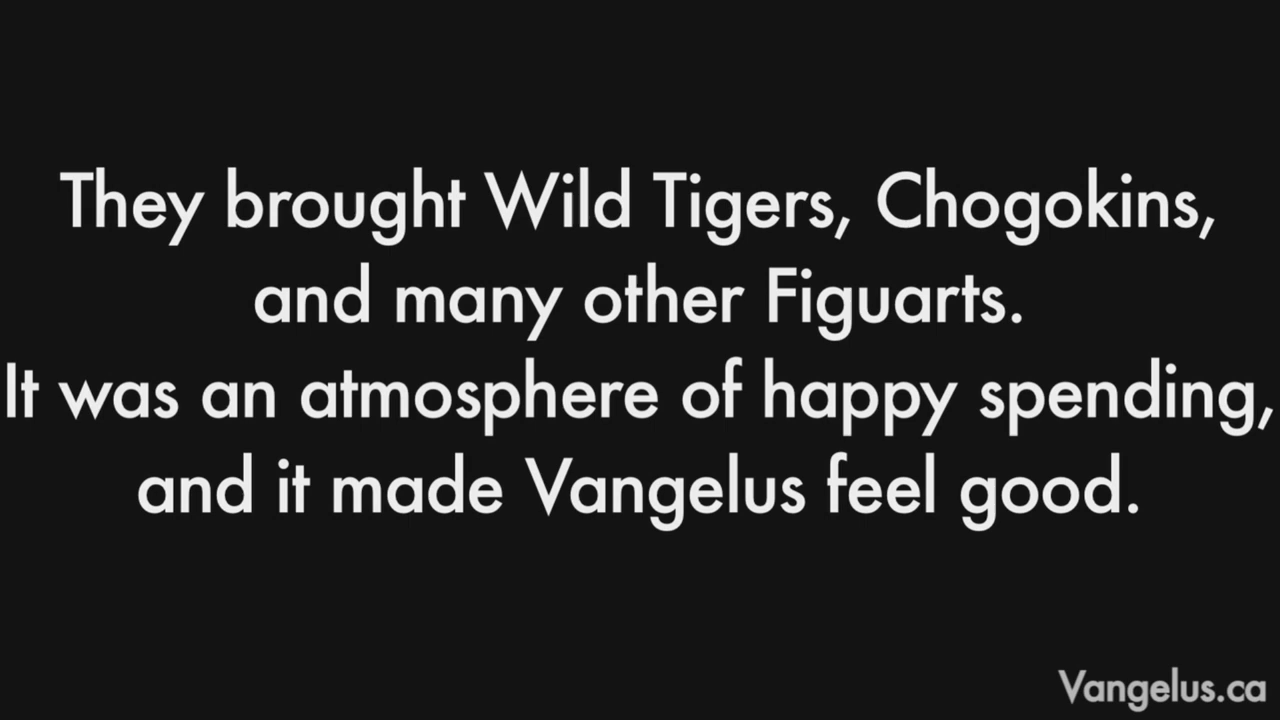 They brought Wild Tigers, Chogokins,
and many other Figuarts.
It was an atmosphere of happy spending,
and it made Vangelus feel good.
Vangelus.ca